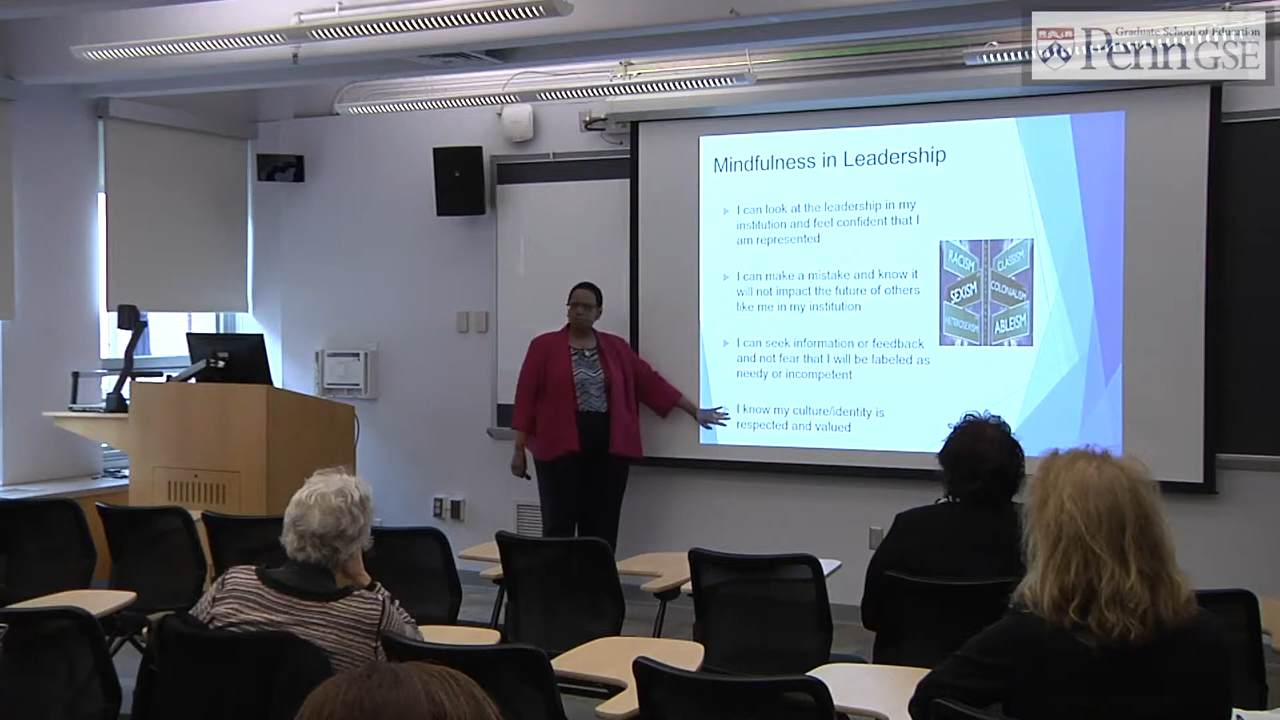 Graduate School of Education
PennGSE
Mindfulness in Leadership
I can look at the leadership in my
institution and feel confident that I
am represented
I can make a mistake and know it
will not impact the future of others
like me in my institution
I can seek information or feedback
and not fear that I will be labeled as
needy or incompetent
I know my culture/identity is
respected and valued
RACISM
CLASSISM
SEXISM
COLONIALISM
HETEROSEXISM
ABLEISM